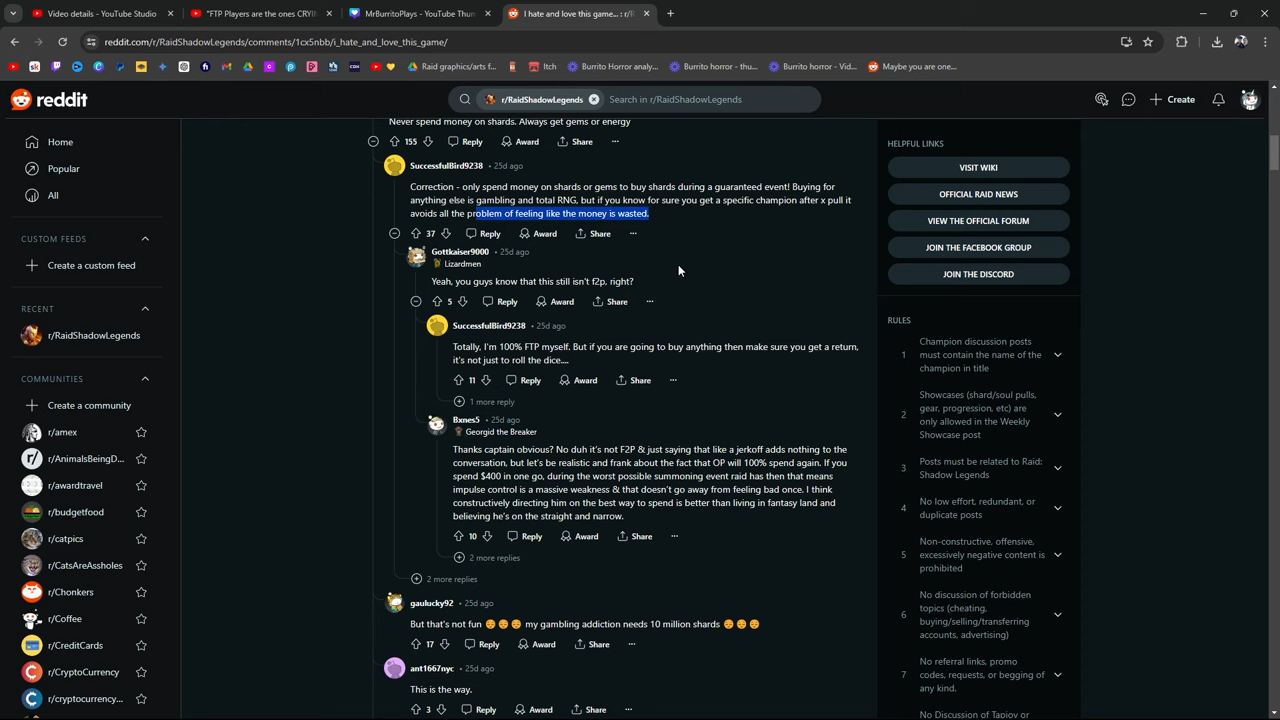 Video details - YouTube Studio
"FTP Players are the ones CRYIN
MrBurritoPlays - YouTube Thum
I hate and love this game... : r/R
reddit.com/r/RaidShadowLegends/comments/1cx5nbb/i_hate_and_love_this_game/
Raid graphics/arts f...
Itch
Burrito Horror analy...
Burrito horror - thu...
Burrito horror - Vid...
Maybe you are one...
reddit
r/RaidShadowLegends
Search in r/RaidShadowLegends
Create
Home
Popular
All
CUSTOM FEEDS
Create a custom feed
RECENT
r/RaidShadowLegends
COMMUNITIES
Create a community
r/amex
r/AnimalsBeingD...
r/awardtravel
r/budgetfood
r/catpics
r/CatsAreAssholes
r/Chonkers
r/Coffee
r/CreditCards
r/CryptoCurrency
r/cryptocurrency...
Never spend money on shards. Always get gems or energy
155 Reply Award Share
SuccessfulBird9238 • 25d ago
Correction - only spend money on shards or gems to buy shards during a guaranteed event! Buying for
anything else is gambling and total RNG, but if you know for sure you get a specific champion after x pull it
avoids all the problem of feeling like the money is wasted.
37 Reply Award Share
Gottkaiser9000 • 25d ago
Lizardmen
Yeah, you guys know that this still isn't f2p, right?
5 Reply Award Share
SuccessfulBird9238 • 25d ago
Totally, I'm 100% FTP myself. But if you are going to buy anything then make sure you get a return,
it's not just to roll the dice....
11 Reply Award Share
1 more reply
Bxnes5 • 25d ago
Georgid the Breaker
Thanks captain obvious? No duh it's not F2P & just saying that like a jerkoff adds nothing to the
conversation, but let's be realistic and frank about the fact that OP will 100% spend again. If you
spend $400 in one go, during the worst possible summoning event raid has then that means
impulse control is a massive weakness & that doesn't go away from feeling bad once. I think
constructively directing him on the best way to spend is better than living in fantasy land and
believing he's on the straight and narrow.
10 Reply Award Share
2 more replies
2 more replies
gaulucky92 • 25d ago
But that's not fun 😔😔😔 my gambling addiction needs 10 million shards 😔😔😔
17 Reply Award Share
ant1667nyc • 25d ago
This is the way.
3 Reply Award Share
HELPFUL LINKS
VISIT WIKI
OFFICIAL RAID NEWS
VIEW THE OFFICIAL FORUM
JOIN THE FACEBOOK GROUP
JOIN THE DISCORD
RULES
1 Champion discussion posts
must contain the name of the
champion in title
2 Showcases (shard/soul pulls,
gear, progression, etc) are
only allowed in the Weekly
Showcase post
3 Posts must be related to Raid:
Shadow Legends
4 No low effort, redundant, or
duplicate posts
5 Non-constructive, offensive,
excessively negative content is
prohibited
6 No discussion of forbidden
topics (cheating,
buying/selling/transferring
accounts, advertising)
7 No referral links, promo
codes, requests, or begging of
any kind.
No Discussion of Taptoy or